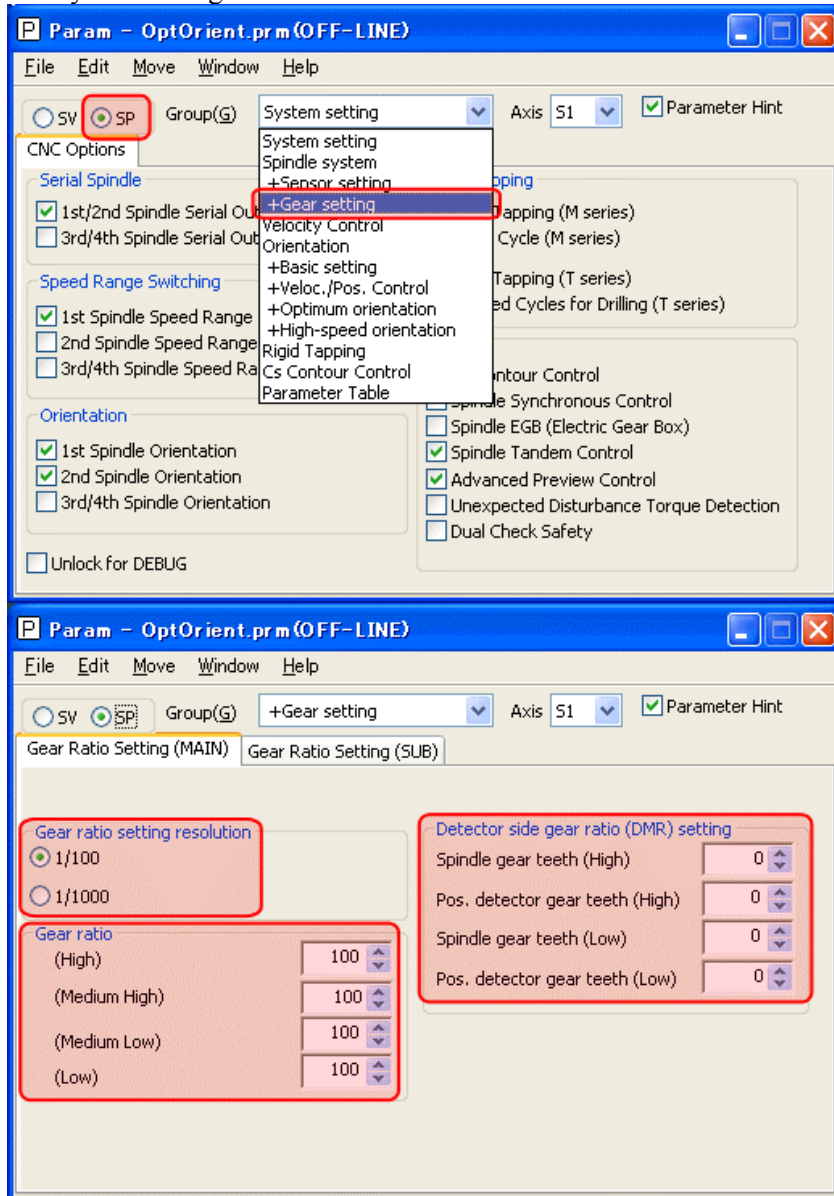 Param - OptOrient.prm(OFF-LINE)
File Edit Move Window Help
SV SP Group(G) System setting Axis S1 Parameter Hint
CNC Options
System setting
Spindle system
+Sensor setting
+Gear setting
Velocity Control
Orientation
+Basic setting
+Veloc./Pos. Control
+Optimum orientation
+High-speed orientation
Rigid Tapping
Cs Contour Control
Parameter Table
Serial Spindle
1st/2nd Spindle Serial Out
3rd/4th Spindle Serial Out
Speed Range Switching
1st Spindle Speed Range
2nd Spindle Speed Range
3rd/4th Spindle Speed Ra
Orientation
1st Spindle Orientation
2nd Spindle Orientation
3rd/4th Spindle Orientation
Unlock for DEBUG
apping (M series)
Cycle (M series)
Tapping (T series)
ed Cycles for Drilling (T series)
ntour Control
Spindle Synchronous Control
Spindle EGB (Electric Gear Box)
Spindle Tandem Control
Advanced Preview Control
Unexpected Disturbance Torque Detection
Dual Check Safety
Param - OptOrient.prm(OFF-LINE)
File Edit Move Window Help
SV SP Group(G) +Gear setting Axis S1 Parameter Hint
Gear Ratio Setting (MAIN) Gear Ratio Setting (SUB)
Gear ratio setting resolution
1/100
1/1000
Gear ratio
(High) 100
(Medium High) 100
(Medium Low) 100
(Low) 100
Detector side gear ratio (DMR) setting
Spindle gear teeth (High) 0
Pos. detector gear teeth (High) 0
Spindle gear teeth (Low) 0
Pos. detector gear teeth (Low) 0